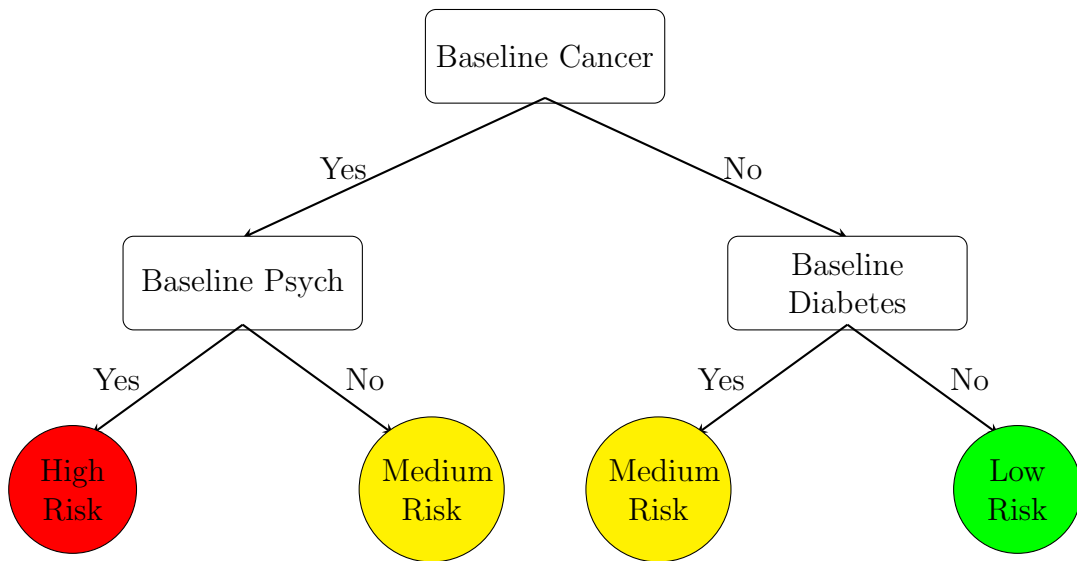 Baseline Cancer
Yes
No
Baseline Psych
Baseline
Diabetes
Yes
No
Yes
No
High
Risk
Medium
Risk
Medium
Risk
Low
Risk